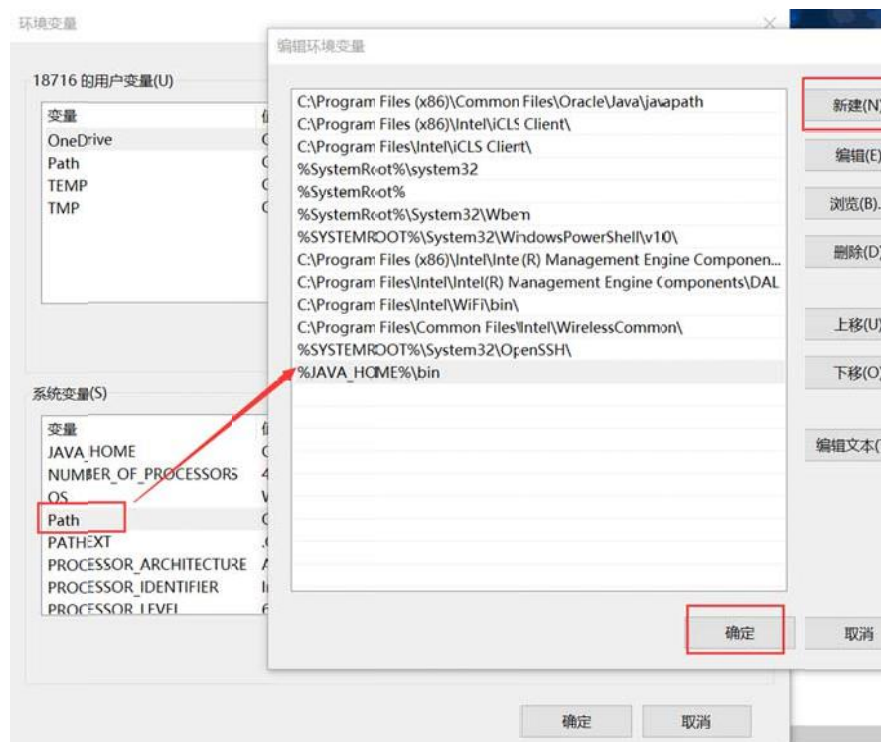 环境变量
18716 的用户变量(U)
变量
OneDrive
Path
TEMP
TMP
系统变量(S)
变量
JAVA_HOME
NUMBER_OF_PROCESSORS 4
OS
Path
PATHEXT
PROCESSOR_ARCHITECTURE
PROCESSOR_IDENTIFIER
PROCESSOR_LEVEL 6
确定
取消
编辑环境变量
C:\Program Files (x86)\Common Files\Oracle\Java\javapath
C:\Program Files (x86)\Intel\iCLS Client\
C:\Program Files\Intel\iCLS Client\
%SystemRoot%\system32
%SystemRoot%
%SystemRoot%\System32\Wbem
%SYSTEMROOT%\System32\WindowsPowerShell\v1.0\
C:\Program Files (x86)\Intel\Intel(R) Management Engine Componen...
C:\Program Files\Intel\Intel(R) Management Engine Components\DAL
C:\Program Files\Intel\WiFi\bin\
C:\Program Files\Common Files\Intel\WirelessCommon\
%SYSTEMROOT%\System32\OpenSSH\
%JAVA_HOME%\bin
新建(N)
编辑(E)
浏览(B)..
删除(D)
上移(U)
下移(O)
编辑文本(
确定
取消